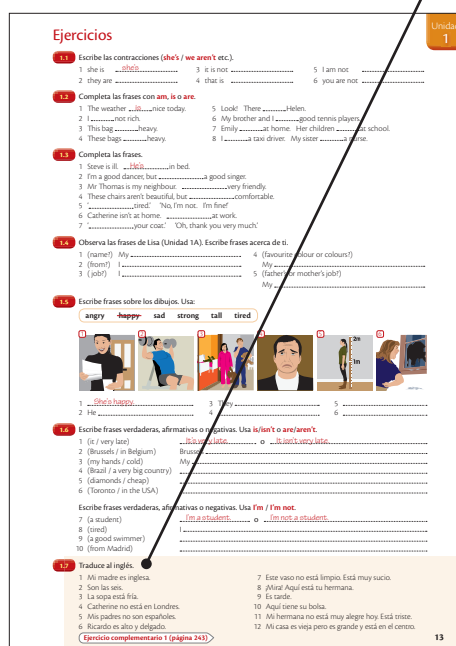 Ejercicios
Unidad
1
1.1 Escribe las contracciones (she's / we aren't etc.).
1 she is she's 3 it is not 5 I am not
2 they are 4 that is 6 you are not
1.2 Completa las frases con am, is o are.
1 The weather is nice today. 5 Look! There Helen.
2 I not rich. 6 My brother and I good tennis players.
3 This bag heavy. 7 Emily at home. Her children at school.
4 These bags heavy. 8 I a taxi driver. My sister a nurse.
1.3 Completa las frases.
1 Steve is ill. He's in bed.
2 I'm a good dancer, but a good singer.
3 Mr Thomas is my neighbour. very friendly.
4 These chairs aren't beautiful, but comfortable.
5 ' tired.' 'No, I'm not. I'm fine!'
6 Catherine isn't at home. at work.
7 ' your coat.' 'Oh, thank you very much.'
1.4 Observa las frases de Lisa (Unidad 1A). Escribe frases acerca de ti.
1 (name?) My 4 (favourite colour or colours?)
2 (from?) I My
3 (job?) I 5 (father's or mother's job?)
My
1.5 Escribe frases sobre los dibujos. Usa:
angry happy sad strong tall tired
1 2 3 4 5 6
2m
1m
1 She's happy. 3 They 5
2 He 4 6
1.6 Escribe frases verdaderas, afirmativas o negativas. Usa is/isn't o are/aren't.
1 (it / very late) It's very late. o It isn't very late.
2 (Brussels / in Belgium) Brussels
3 (my hands / cold) My
4 (Brazil / a very big country)
5 (diamonds / cheap)
6 (Toronto / in the USA)
Escribe frases verdaderas, afirmativas o negativas. Usa I'm / I'm not.
7 (a student) I'm a student. o I'm not a student.
8 (tired) I
9 (a good swimmer)
10 (from Madrid)
1.7 Traduce al inglés.
1 Mi madre es inglesa. 7 Este vaso no está limpio. Está muy sucio.
2 Son las seis. 8 ¡Mira! Aquí está tu hermana.
3 La sopa está fría. 9 Es tarde.
4 Catherine no está en Londres. 10 Aquí tiene su bolsa.
5 Mis padres no son españoles. 11 Mi hermana no está muy alegre hoy. Está triste.
6 Ricardo es alto y delgado. 12 Mi casa es vieja pero es grande y está en el centro.
Ejercicio complementario 1 (página 243)
13